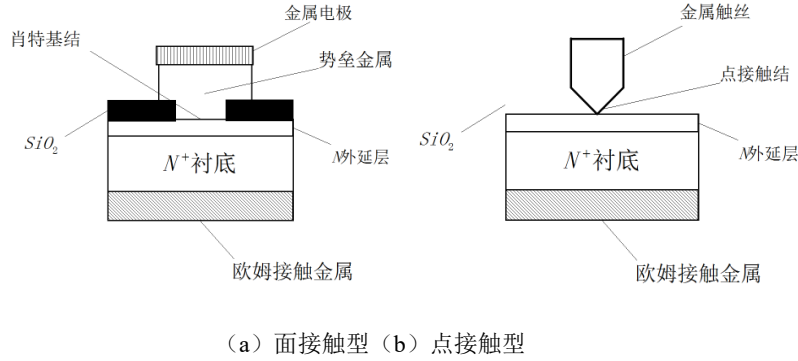 金属电极
肖特基结
势垒金属
SiO₂
N外延层
N⁺衬底
欧姆接触金属
金属触丝
点接触结
SiO₂
N外延层
N⁺衬底
欧姆接触金属
（a）面接触型（b）点接触型